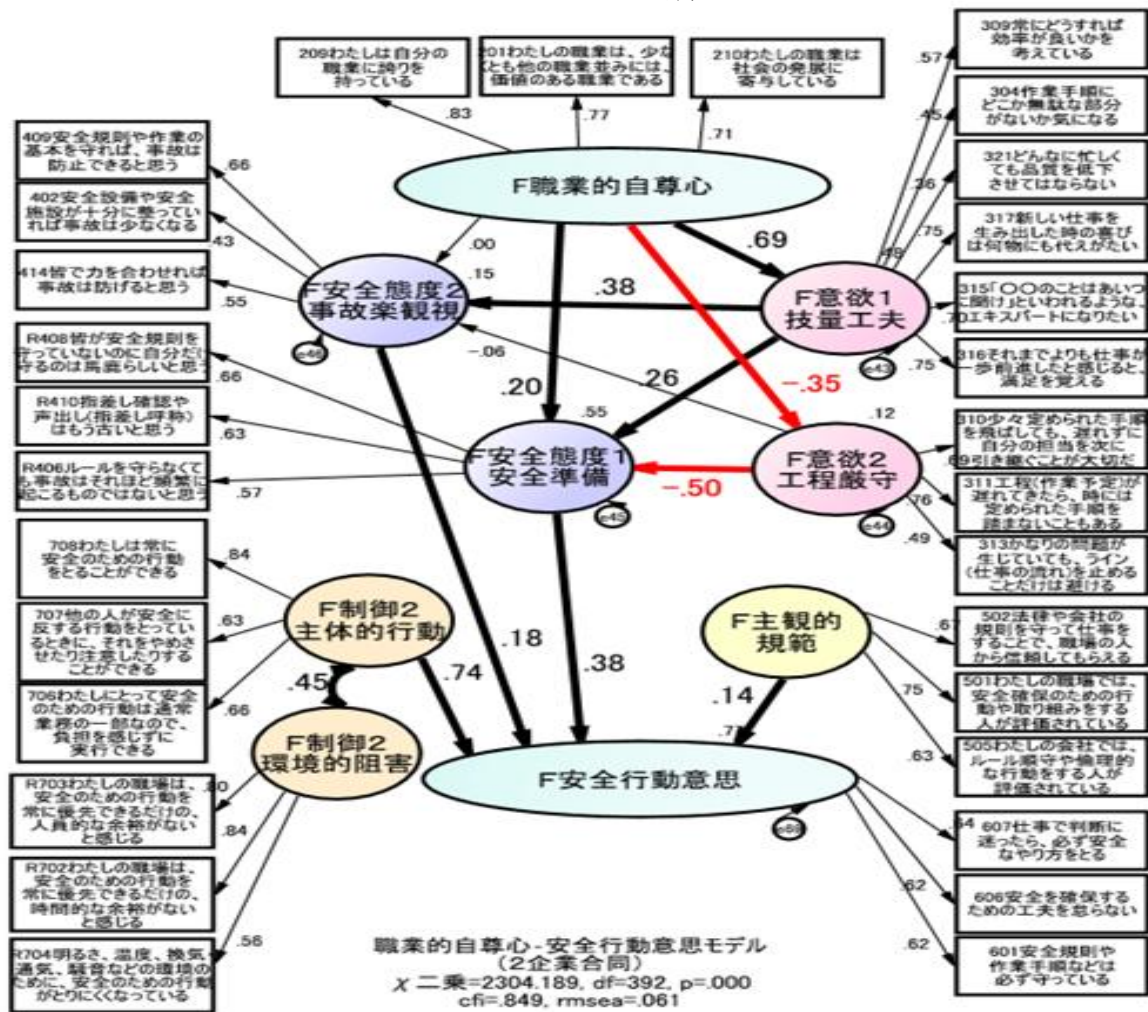 209わたしは自分の
職業に誇りを
持っている
201わたしの職業は、少な
くとも他の職業並みには、
価値のある職業である
210わたしの職業は
社会の発展に
寄与している
.83
.77
.71
F職業的自尊心
309常にどうすれば
効率が良いかを
考えている
304作業手順に
どこか無駄な部分
がないか気になる
321どんなに忙しく
ても品質を低下
させてはならない
317新しい仕事を
生み出した時の喜び
は何物にも代えがたい
315「〇〇のことはあいつ
に聞け」といわれるような
エキスパートになりたい
316それまでよりも仕事が
一歩前進したと感じると、
満足を覚える
.57
.45
.36
.75
.48
.70
.75
F意欲1
技量工夫
e43
409安全規則や作業の
基本を守れば、事故は
防止できると思う
402安全設備や安全
施設が十分に整ってい
れば事故は少なくなる
414皆で力を合わせれば
事故は防げると思う
.66
.43
.55
F安全態度2
事故楽観視
e46
.00
.15
.69
.38
-.06
.20
.26
-.35
R408皆が安全規則を
守っていないのに自分だけ
守るのは馬鹿らしいと思う
R410指差し確認や
声出し(指差し呼称)
はもう古いと思う
R406ルールを守らなくて
も事故はそれほど頻繁に
起こるものではないと思う
.66
.63
.57
.55
F安全態度1
安全準備
e45
-.50
.12
F意欲2
工程厳守
e44
310少々定められた手順
を飛ばしても、遅れずに
自分の担当を次に
引き継ぐことが大切だ
311工程(作業予定)が
遅れてきたら、時には
定められた手順を
踏まないこともある
313かなりの問題が
生じていても、ライン
(仕事の流れ)を止める
ことだけは避ける
.69
.76
.49
708わたしは常に
安全のための行動
をとることができる
707他の人が安全に
反する行動をとってい
るときに、それをやめさ
せたり注意したりする
ことができる
706わたしにとって安全
のための行動は通常
業務の一部なので、
負担を感じずに
実行できる
.84
.63
.66
F制御2
主体的行動
.45
F制御2
環境的阻害
R703わたしの職場は、
安全のための行動を
常に優先できるだけの、
人員的な余裕がない
と感じる
R702わたしの職場は、
安全のための行動を
常に優先できるだけの、
時間的な余裕がない
と感じる
R704明るさ、温度、換気
通気、騒音などの環境の
ために、安全のための行動
がとりにくくなっている
.84
.56
.74
.18
.38
.14
F主観的
規範
502法律や会社の
規則を守って仕事を
することで、職場の人
から信頼してもらえる
501わたしの職場では、
安全確保のための行
動や取り組みをする
人が評価されている
505わたしの会社では、
ルール順守や倫理的
な行動をする人が
評価されている
.75
.63
F安全行動意思
607仕事で判断に
迷ったら、必ず安全
なやり方をとる
606安全を確保する
ための工夫を怠らない
601安全規則や
作業手順などは
必ず守っている
.62
.62
職業的自尊心-安全行動意思モデル
(2企業合同)
χ二乗=2304.189, df=392, p=.000
cfi=.849, rmsea=.061